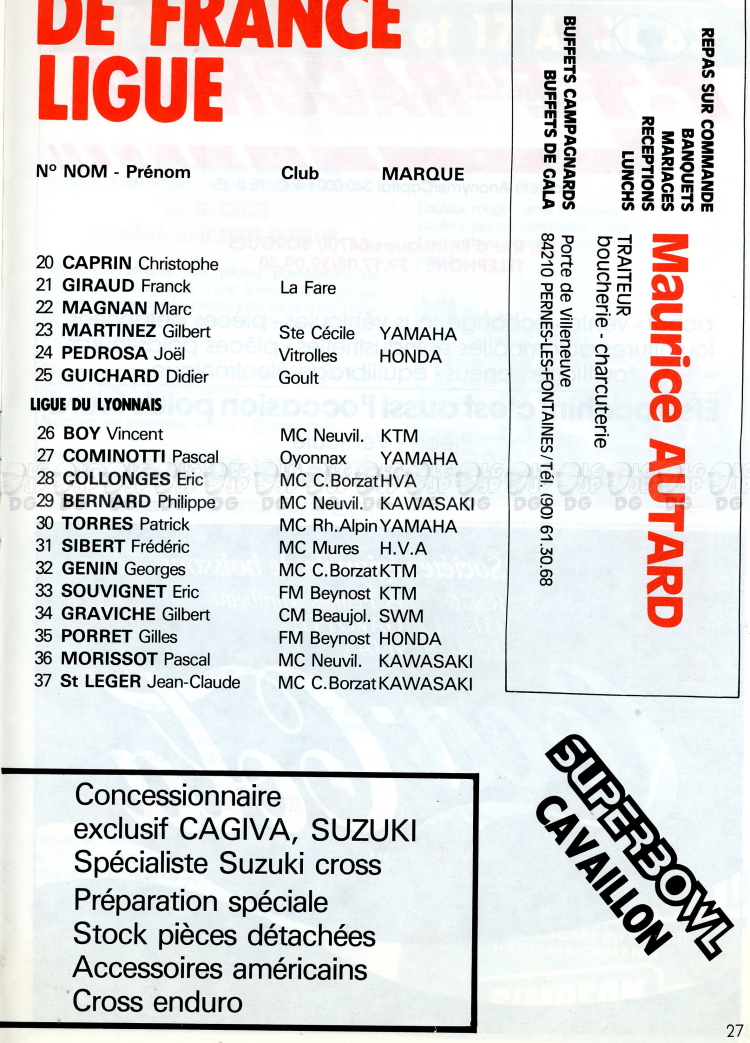 DE FRANCE
LIGUE
Nº NOM - Prénom Club MARQUE
20 CAPRIN Christophe
21 GIRAUD Franck La Fare
22 MAGNAN Marc
23 MARTINEZ Gilbert Ste Cécile YAMAHA
24 PEDROSA Joël Vitrolles HONDA
25 GUICHARD Didier Goult
LIGUE DU LYONNAIS
26 BOY Vincent MC Neuvil. KTM
27 COMINOTTI Pascal Oyonnax YAMAHA
28 COLLONGES Eric MC C.Borzat HVA
29 BERNARD Philippe MC Neuvil. KAWASAKI
30 TORRES Patrick MC Rh.Alpin YAMAHA
31 SIBERT Frédéric MC Mures H.V.A
32 GENIN Georges MC C.Borzat KTM
33 SOUVIGNET Eric FM Beynost KTM
34 GRAVICHE Gilbert CM Beaujol. SWM
35 PORRET Gilles FM Beynost HONDA
36 MORISSOT Pascal MC Neuvil. KAWASAKI
37 St LEGER Jean-Claude MC C.Borzat KAWASAKI
REPAS SUR COMMANDE
BANQUETS
MARIAGES
RECEPTIONS
LUNCHS
BUFFETS CAMPAGNARDS
BUFFETS DE GALA
Maurice AUTARD
TRAITEUR
boucherie - charcuterie
Porte de Villeneuve
84210 PERNES-LES-FONTAINES / Tél. (90) 61.30.68
SUPERBOWL
CAVAILLON
Concessionnaire
exclusif CAGIVA, SUZUKI
Spécialiste Suzuki cross
Préparation spéciale
Stock pièces détachées
Accessoires américains
Cross enduro
27